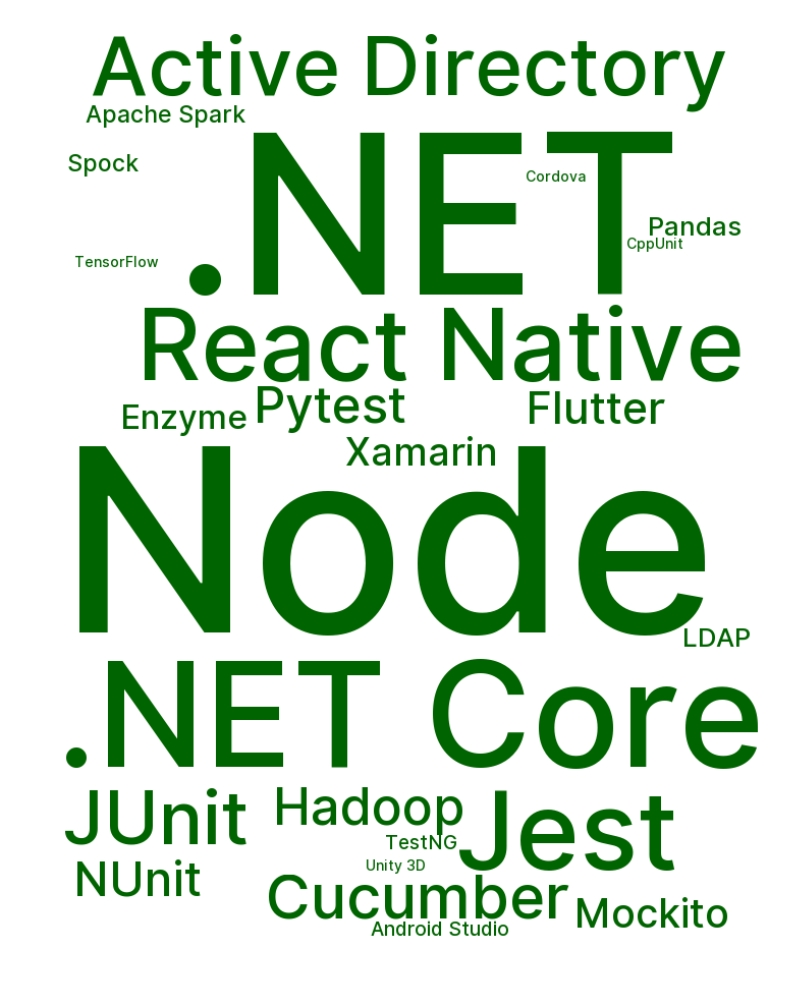 Active Directory
Apache Spark
.NET
Spock
Cordova
Pandas
CppUnit
TensorFlow
React Native
Pytest
Flutter
Enzyme
Xamarin
Node
LDAP
.NET Core
JUnit
Hadoop
Jest
TestNG
Unity 3D
NUnit
Cucumber
Mockito
Android Studio